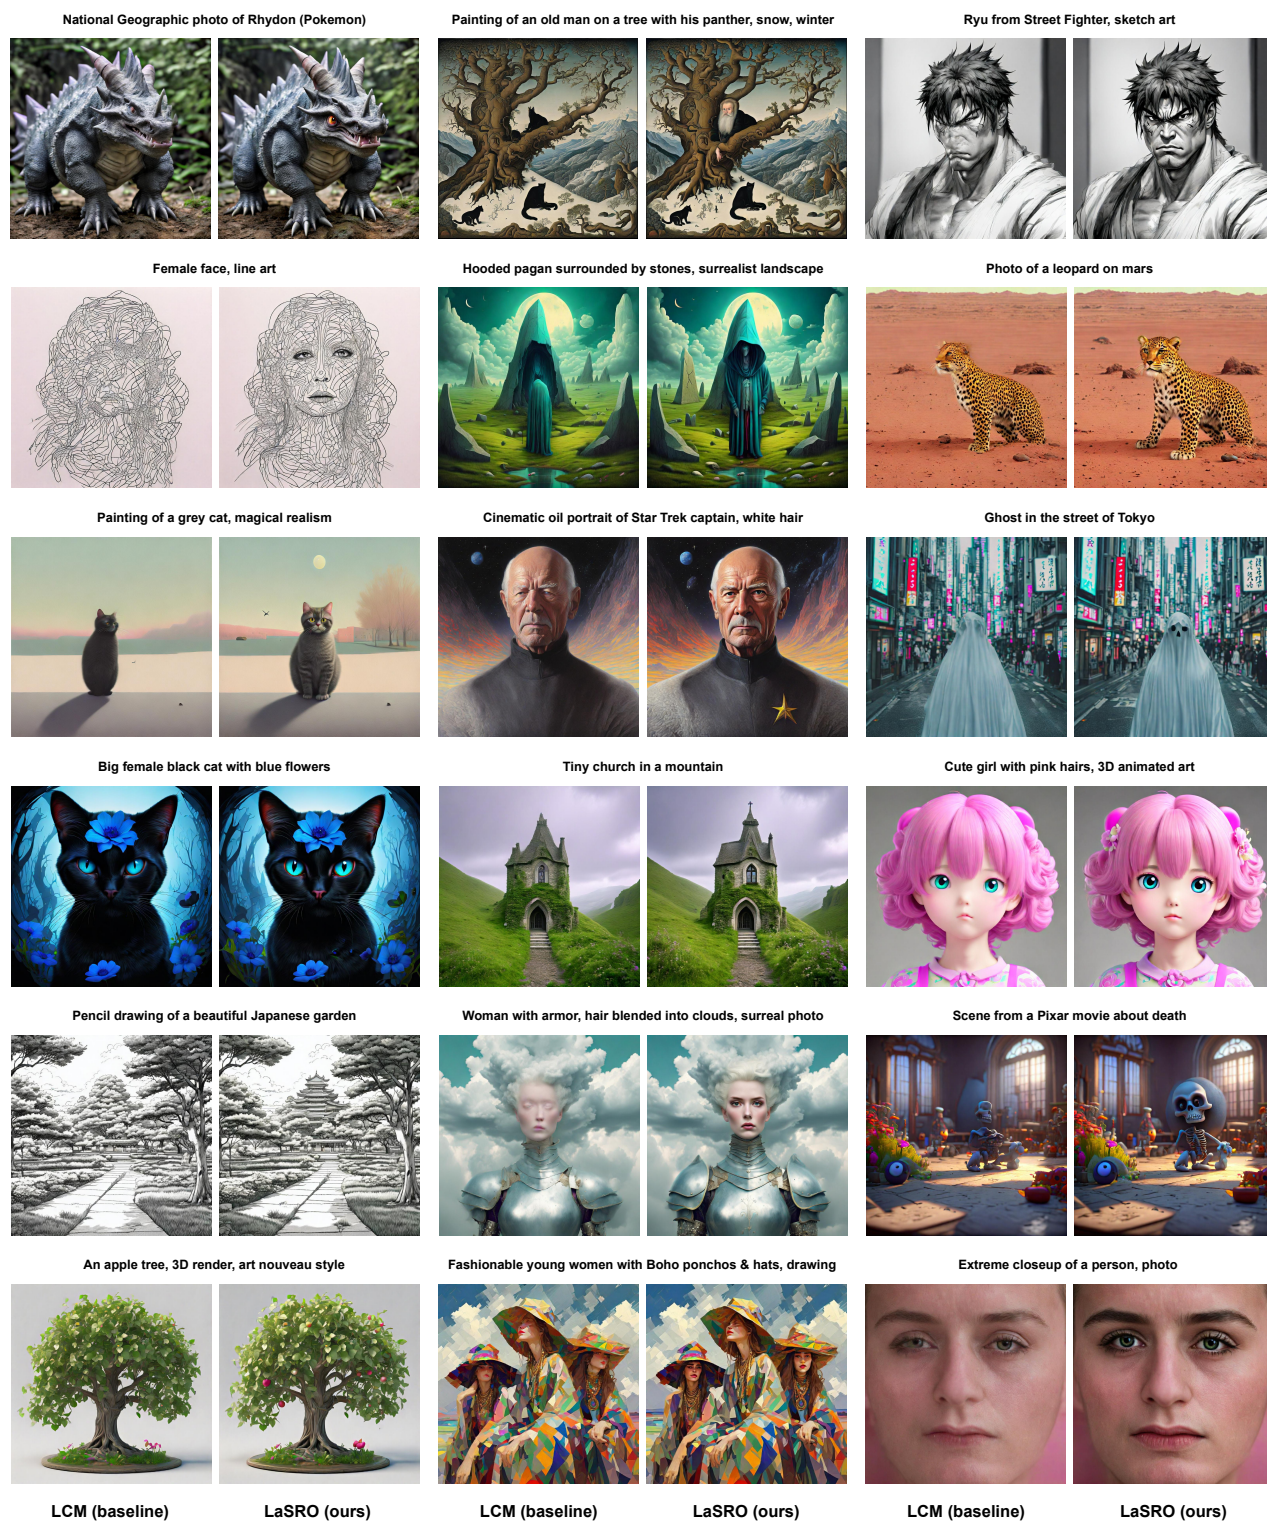 National Geographic photo of Rhydon (Pokemon)
Painting of an old man on a tree with his panther, snow, winter
Ryu from Street Fighter, sketch art
Female face, line art
Hooded pagan surrounded by stones, surrealist landscape
Photo of a leopard on mars
Painting of a grey cat, magical realism
Cinematic oil portrait of Star Trek captain, white hair
Ghost in the street of Tokyo
Big female black cat with blue flowers
Tiny church in a mountain
Cute girl with pink hairs, 3D animated art
Pencil drawing of a beautiful Japanese garden
Woman with armor, hair blended into clouds, surreal photo
Scene from a Pixar movie about death
An apple tree, 3D render, art nouveau style
Fashionable young women with Boho ponchos & hats, drawing
Extreme closeup of a person, photo
LCM (baseline)
LaSRO (ours)
LCM (baseline)
LaSRO (ours)
LCM (baseline)
LaSRO (ours)